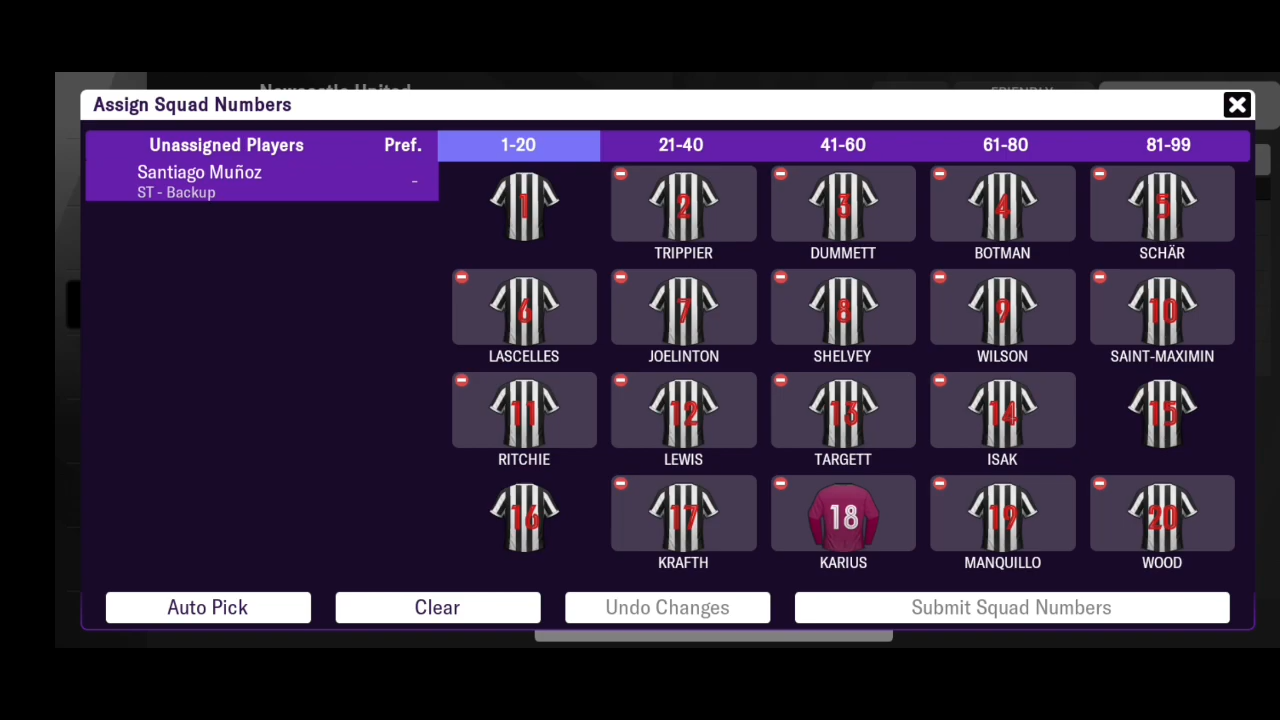 Newcastle United
FRIENDLY
Assign Squad Numbers
Unassigned Players Pref. 1-20 21-40 41-60 61-80 81-99
Santiago Muñoz
ST - Backup -
1 2 3 4 5
TRIPPIER DUMMETT BOTMAN SCHÄR
6 7 8 9 10
LASCELLES JOELINTON SHELVEY WILSON SAINT-MAXIMIN
11 12 13 14 15
RITCHIE LEWIS TARGETT ISAK
16 17 18 19 20
KRAFTH KARIUS MANQUILLO WOOD
Auto Pick Clear Undo Changes Submit Squad Numbers